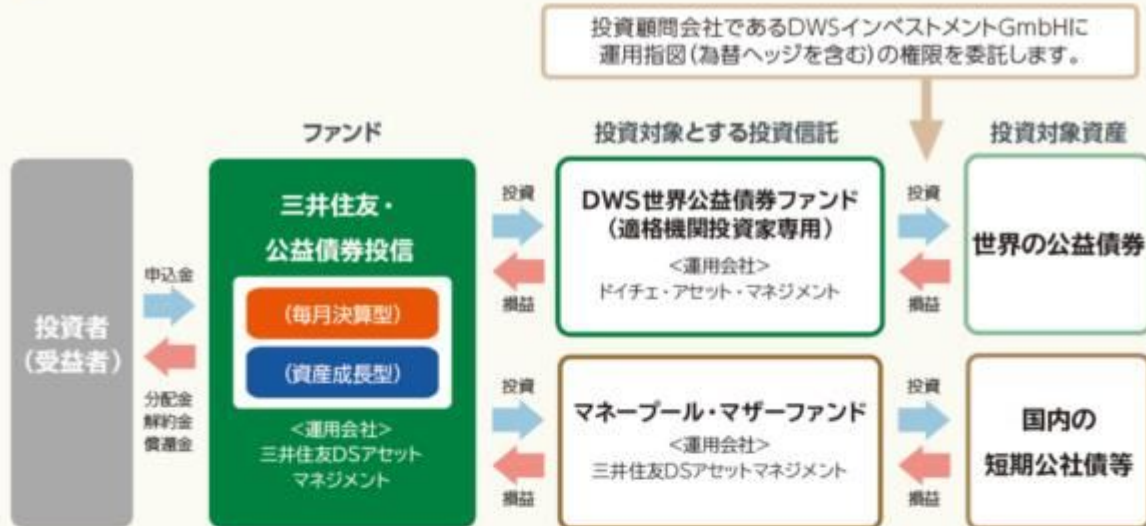 投資顧問会社であるDWSインベストメントGmbHに
運用指図(為替ヘッジを含む)の権限を委託します。
ファンド
投資対象とする投資信託
投資対象資産
投資者
(受益者)
申込金
分配金
解約金
償還金
三井住友・
公益債券投信
(毎月決算型)
(資産成長型)
<運用会社>
三井住友DSアセット
マネジメント
投資
損益
DWS世界公益債券ファンド
(適格機関投資家専用)
<運用会社>
ドイチェ・アセット・マネジメント
投資
損益
世界の公益債券
投資
損益
マネープール・マザーファンド
<運用会社>
三井住友DSアセットマネジメント
投資
損益
国内の
短期公社債等